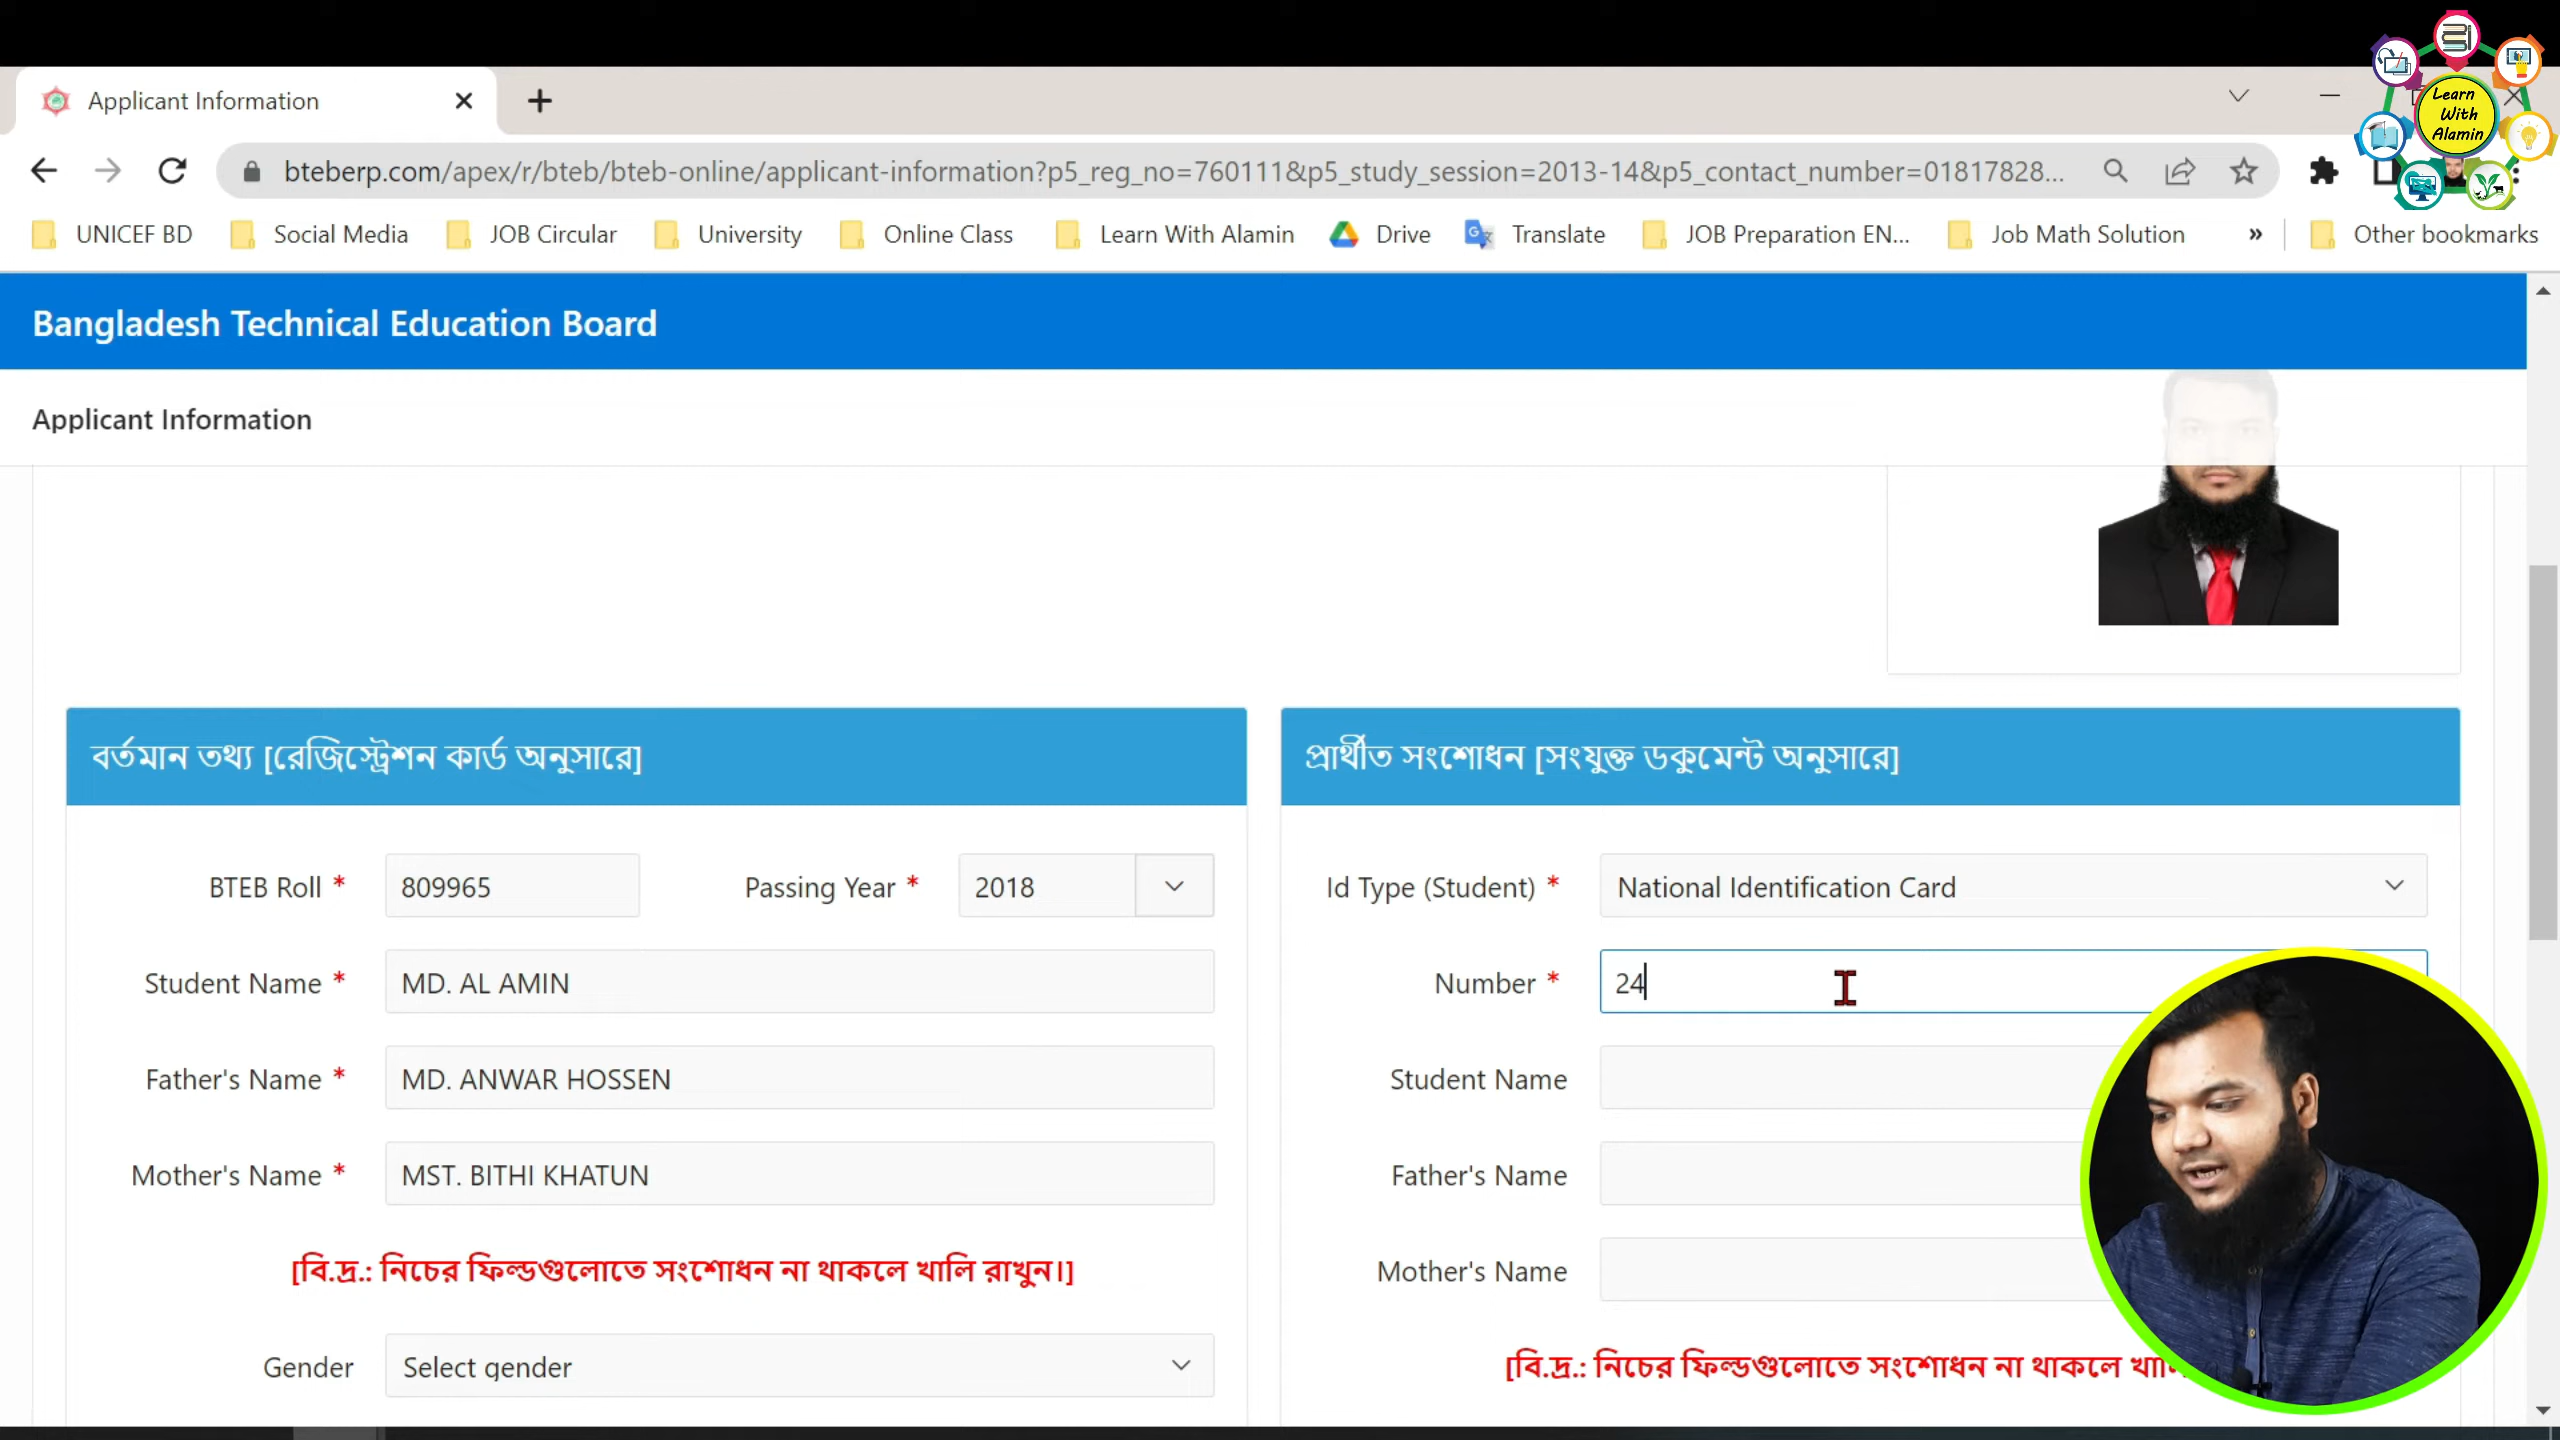 Applicant Information
Learn
With
Alamin
bteberp.com/apex/r/bteb/bteb-online/applicant-information?p5_reg_no=760111&p5_study_session=2013-14&p5_contact_number=01817828...
UNICEF BD Social Media JOB Circular University Online Class Learn With Alamin Drive Translate JOB Preparation EN... Job Math Solution » Other bookmarks
Bangladesh Technical Education Board
Applicant Information
বর্তমান তথ্য [রেজিস্ট্রেশন কার্ড অনুসারে]
প্রার্থীত সংশোধন [সংযুক্ত ডকুমেন্ট অনুসারে]
BTEB Roll * 809965 Passing Year * 2018
Id Type (Student) * National Identification Card
Student Name * MD. AL AMIN
Number * 24
Father's Name * MD. ANWAR HOSSEN
Student Name
Mother's Name * MST. BITHI KHATUN
Father's Name
[বি.দ্র.: নিচের ফিল্ডগুলোতে সংশোধন না থাকলে খালি রাখুন।]
Mother's Name
Gender Select gender
[বি.দ্র.: নিচের ফিল্ডগুলোতে সংশোধন না থাকলে